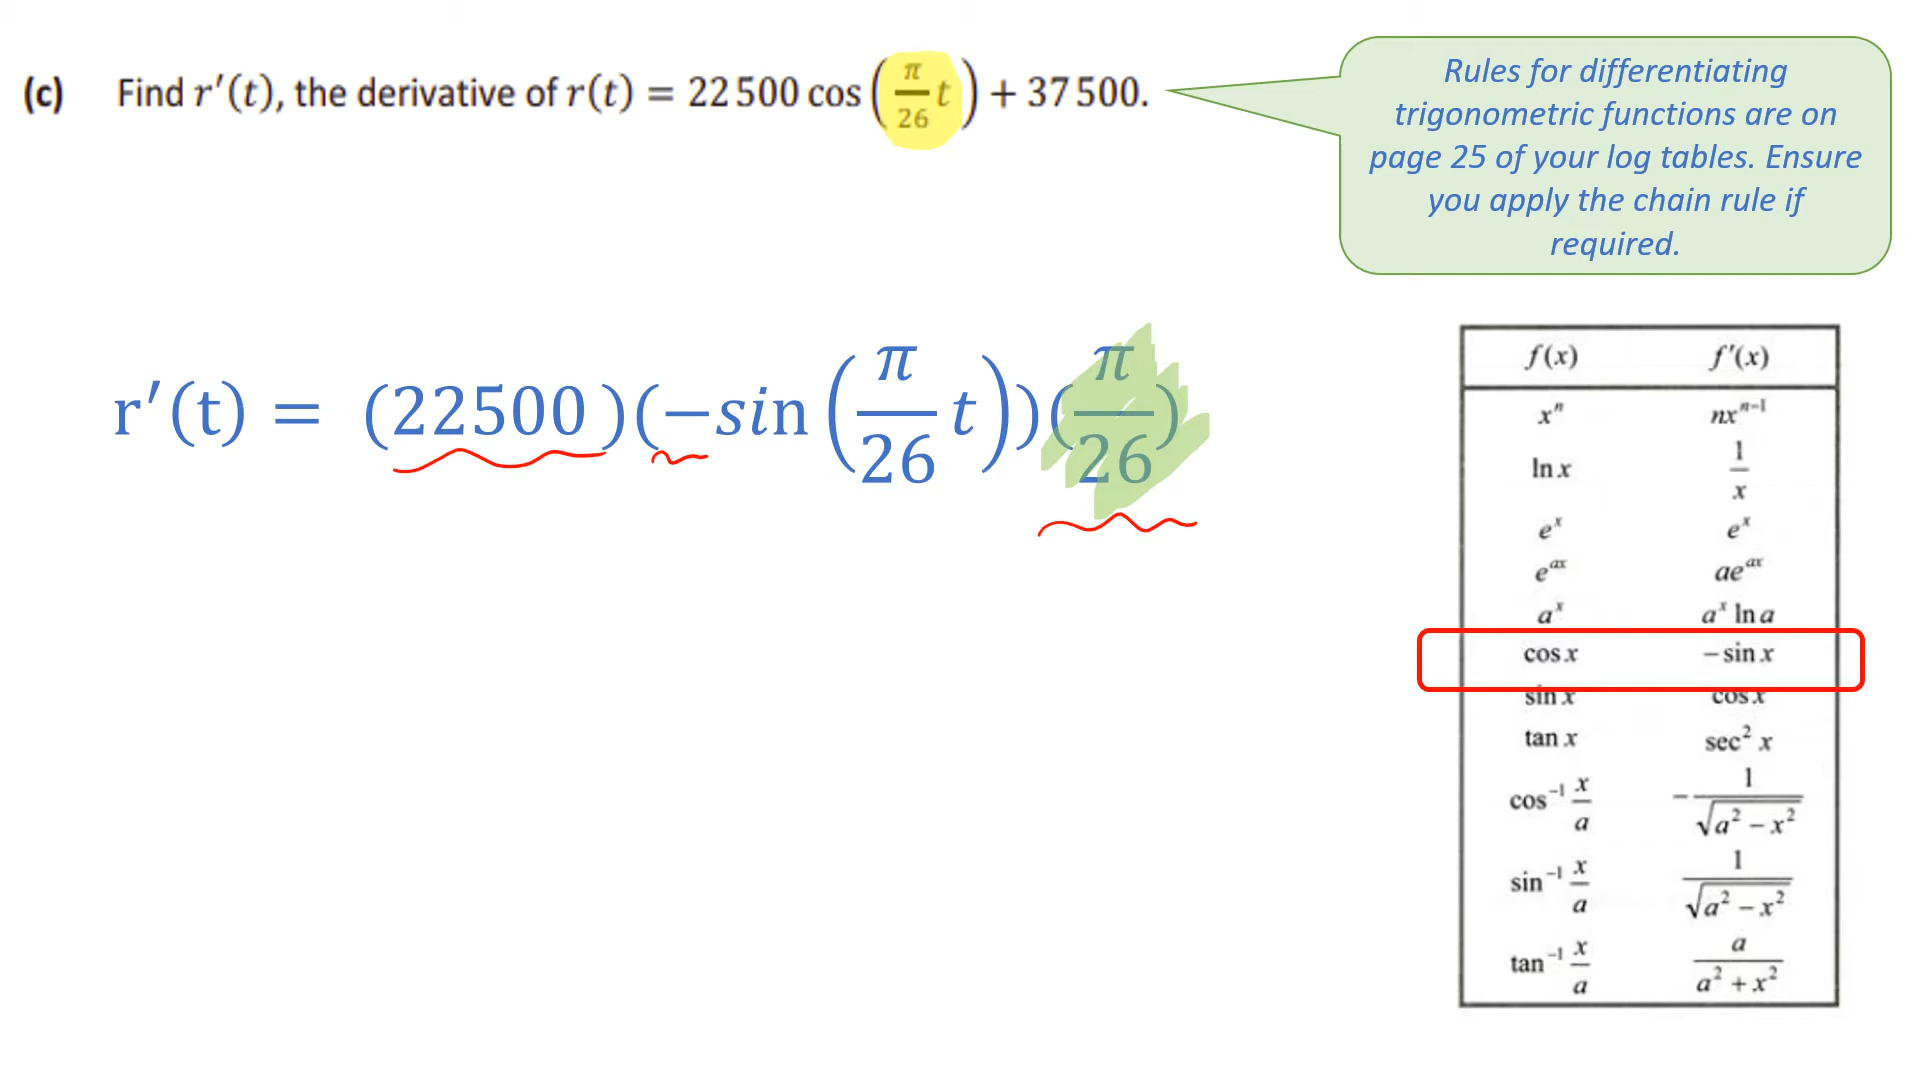 (c) Find r′(t), the derivative of r(t) = 22 500 cos (π/26 t) + 37 500.
Rules for differentiating
trigonometric functions are on
page 25 of your log tables. Ensure
you apply the chain rule if
required.
r′(t) = (22500 )(−sin (π/26 t))(π/26)
f(x) f′(x)
xⁿ nxⁿ⁻¹
ln x 1/x
eˣ eˣ
eᵃˣ aeᵃˣ
aˣ aˣ ln a
cos x − sin x
sin x cos x
tan x sec² x
cos⁻¹ x/a −1/√(a² − x²)
sin⁻¹ x/a 1/√(a² − x²)
tan⁻¹ x/a a/(a² + x²)